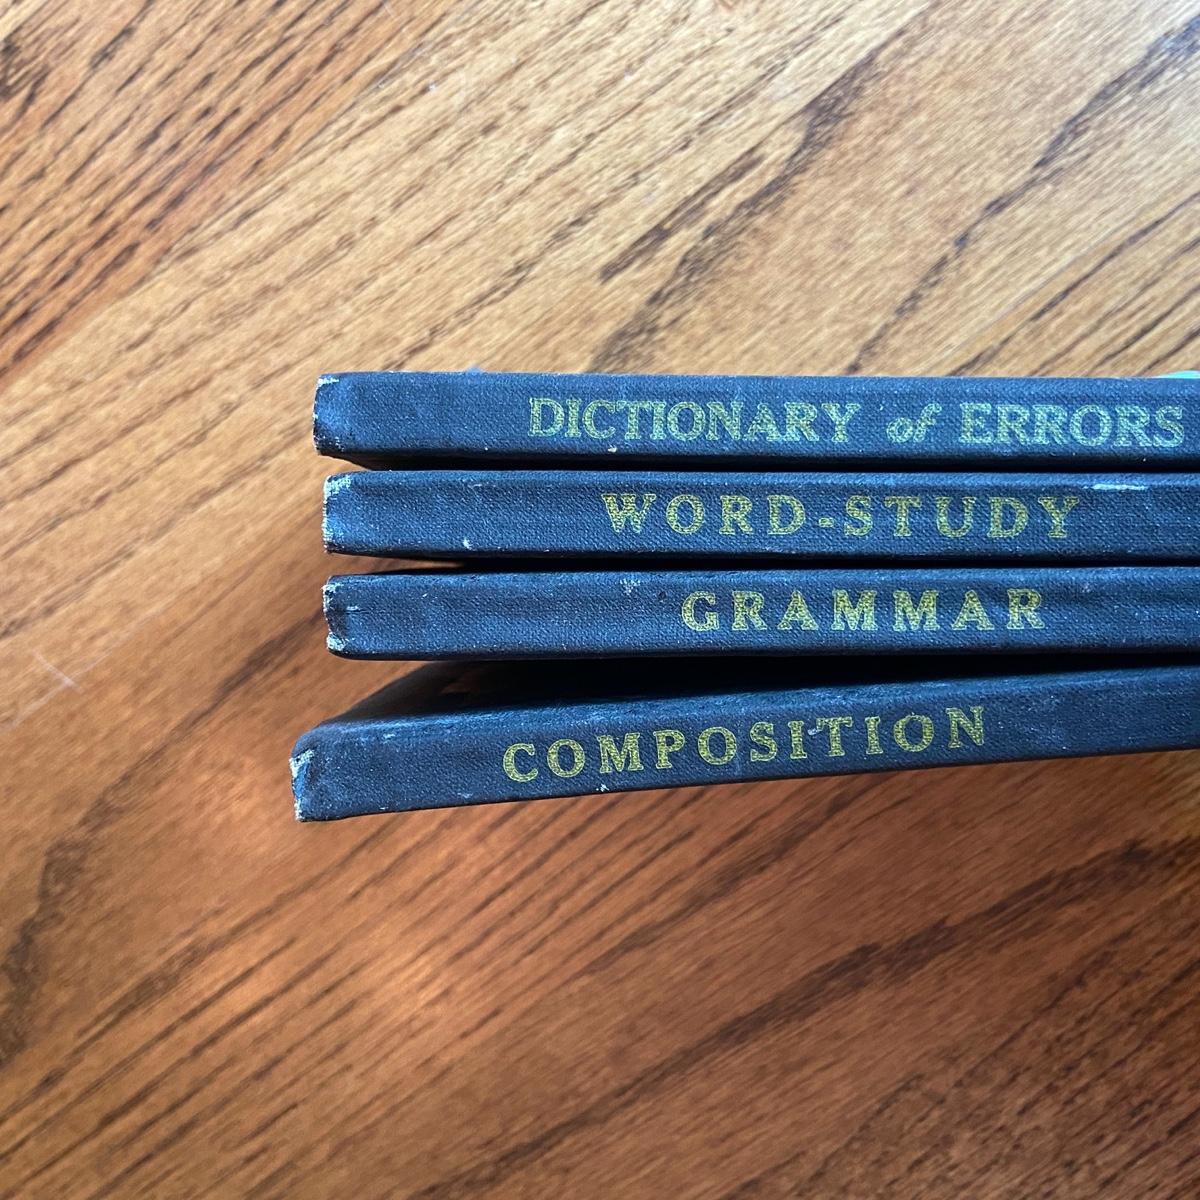 DICTIONARY of ERRORS
WORD-STUDY
GRAMMAR
COMPOSITION